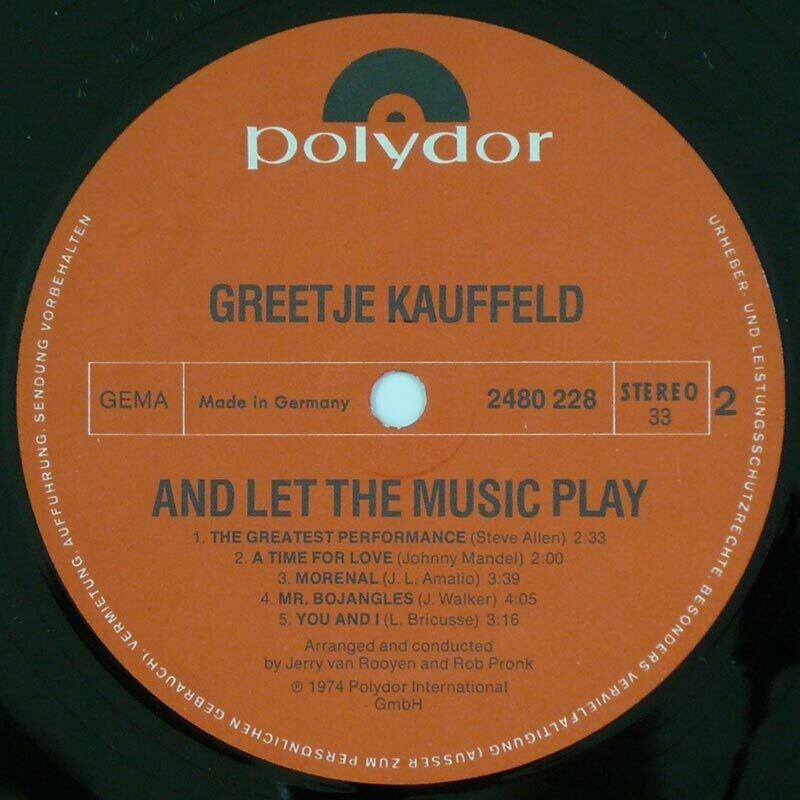 polydor
GREETJE KAUFFELD
GEMA
Made in Germany
2480 228
STEREO
33
2
AND LET THE MUSIC PLAY
1. THE GREATEST PERFORMANCE (Steve Allen) 2:33
2. A TIME FOR LOVE (Johnny Mandel) 2:00
3. MORENAL (J. L. Amalio) 3:39
4. MR. BOJANGLES (J. Walker) 4:05
5. YOU AND I (L. Bricusse) 3:16
Arranged and conducted
by Jerry van Rooyen and Rob Pronk
℗ 1974 Polydor International
GmbH
URHEBER- UND LEISTUNGSSCHUTZRECHTE, BESONDERS VERVIELFÄLTIGUNG (AUSSER ZUM PERSÖNLICHEN GEBRAUCH), VERMIETUNG, AUFFÜHRUNG, SENDUNG VORBEHALTEN